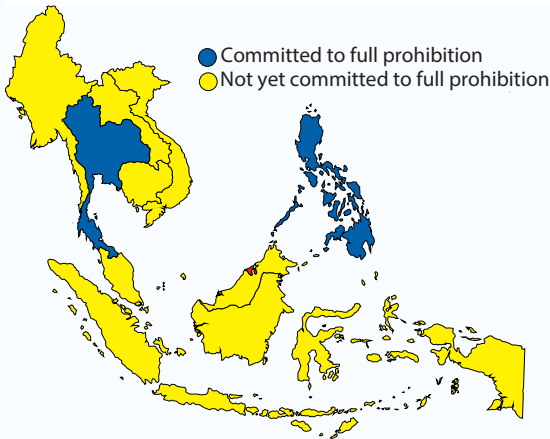 Committed to full prohibition
Not yet committed to full prohibition